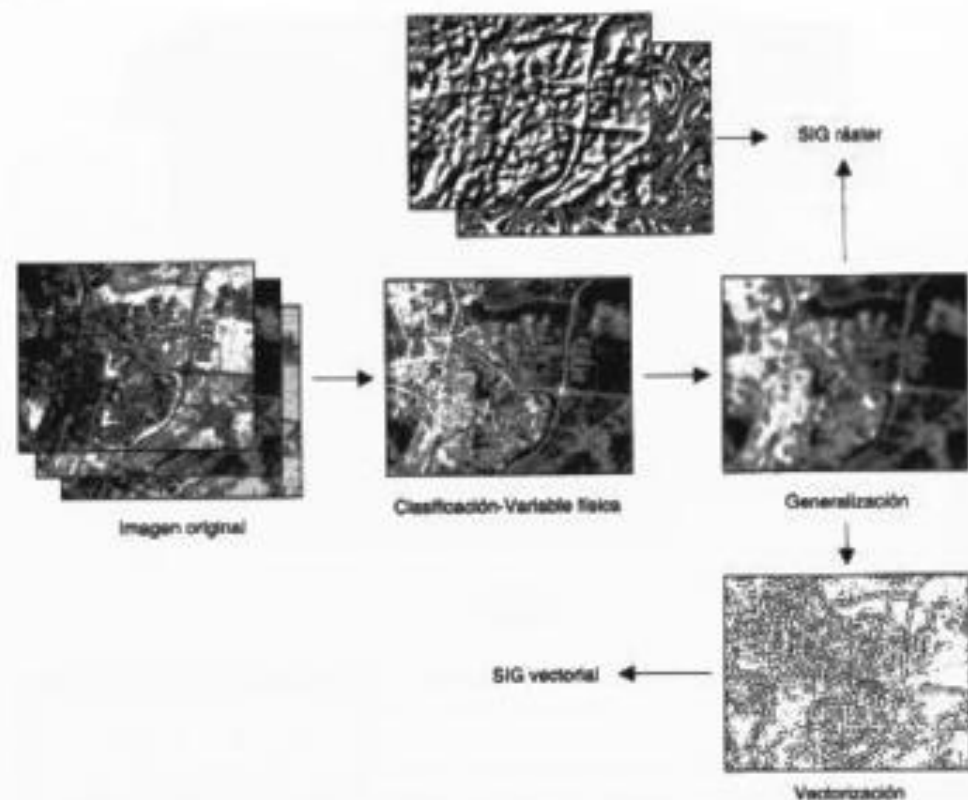 SIG ráster
Imagen original
Clasificación-Variable física
Generalización
SIG vectorial
Vectorización